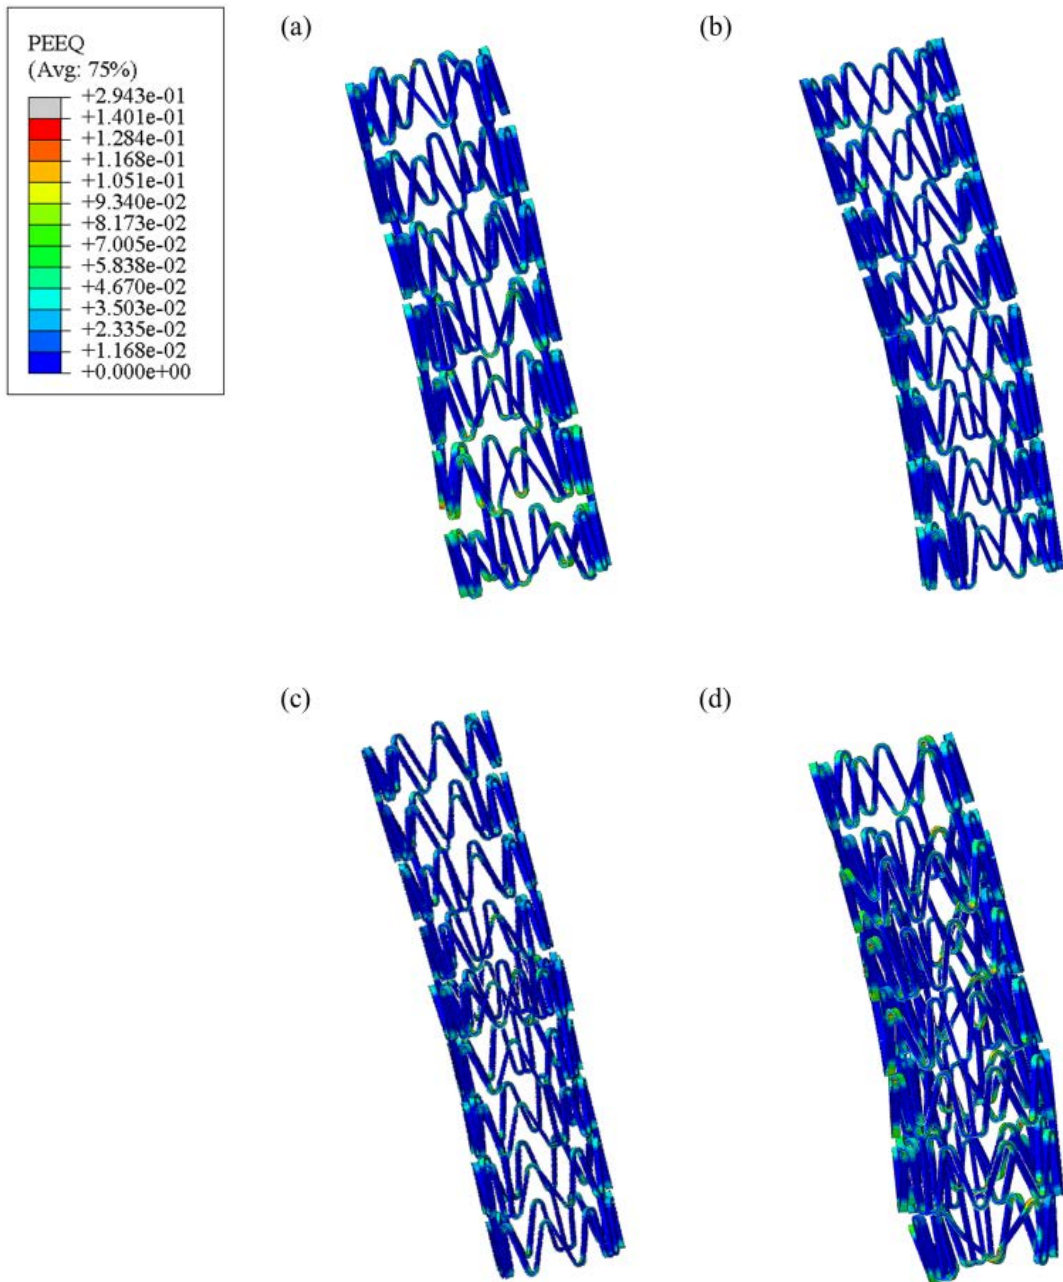 PEEQ
(Avg: 75%)
+2.943e-01
+1.401e-01
+1.284e-01
+1.168e-01
+1.051e-01
+9.340e-02
+8.173e-02
+7.005e-02
+5.838e-02
+4.670e-02
+3.503e-02
+2.335e-02
+1.168e-02
+0.000e+00
(a)
(b)
(c)
(d)